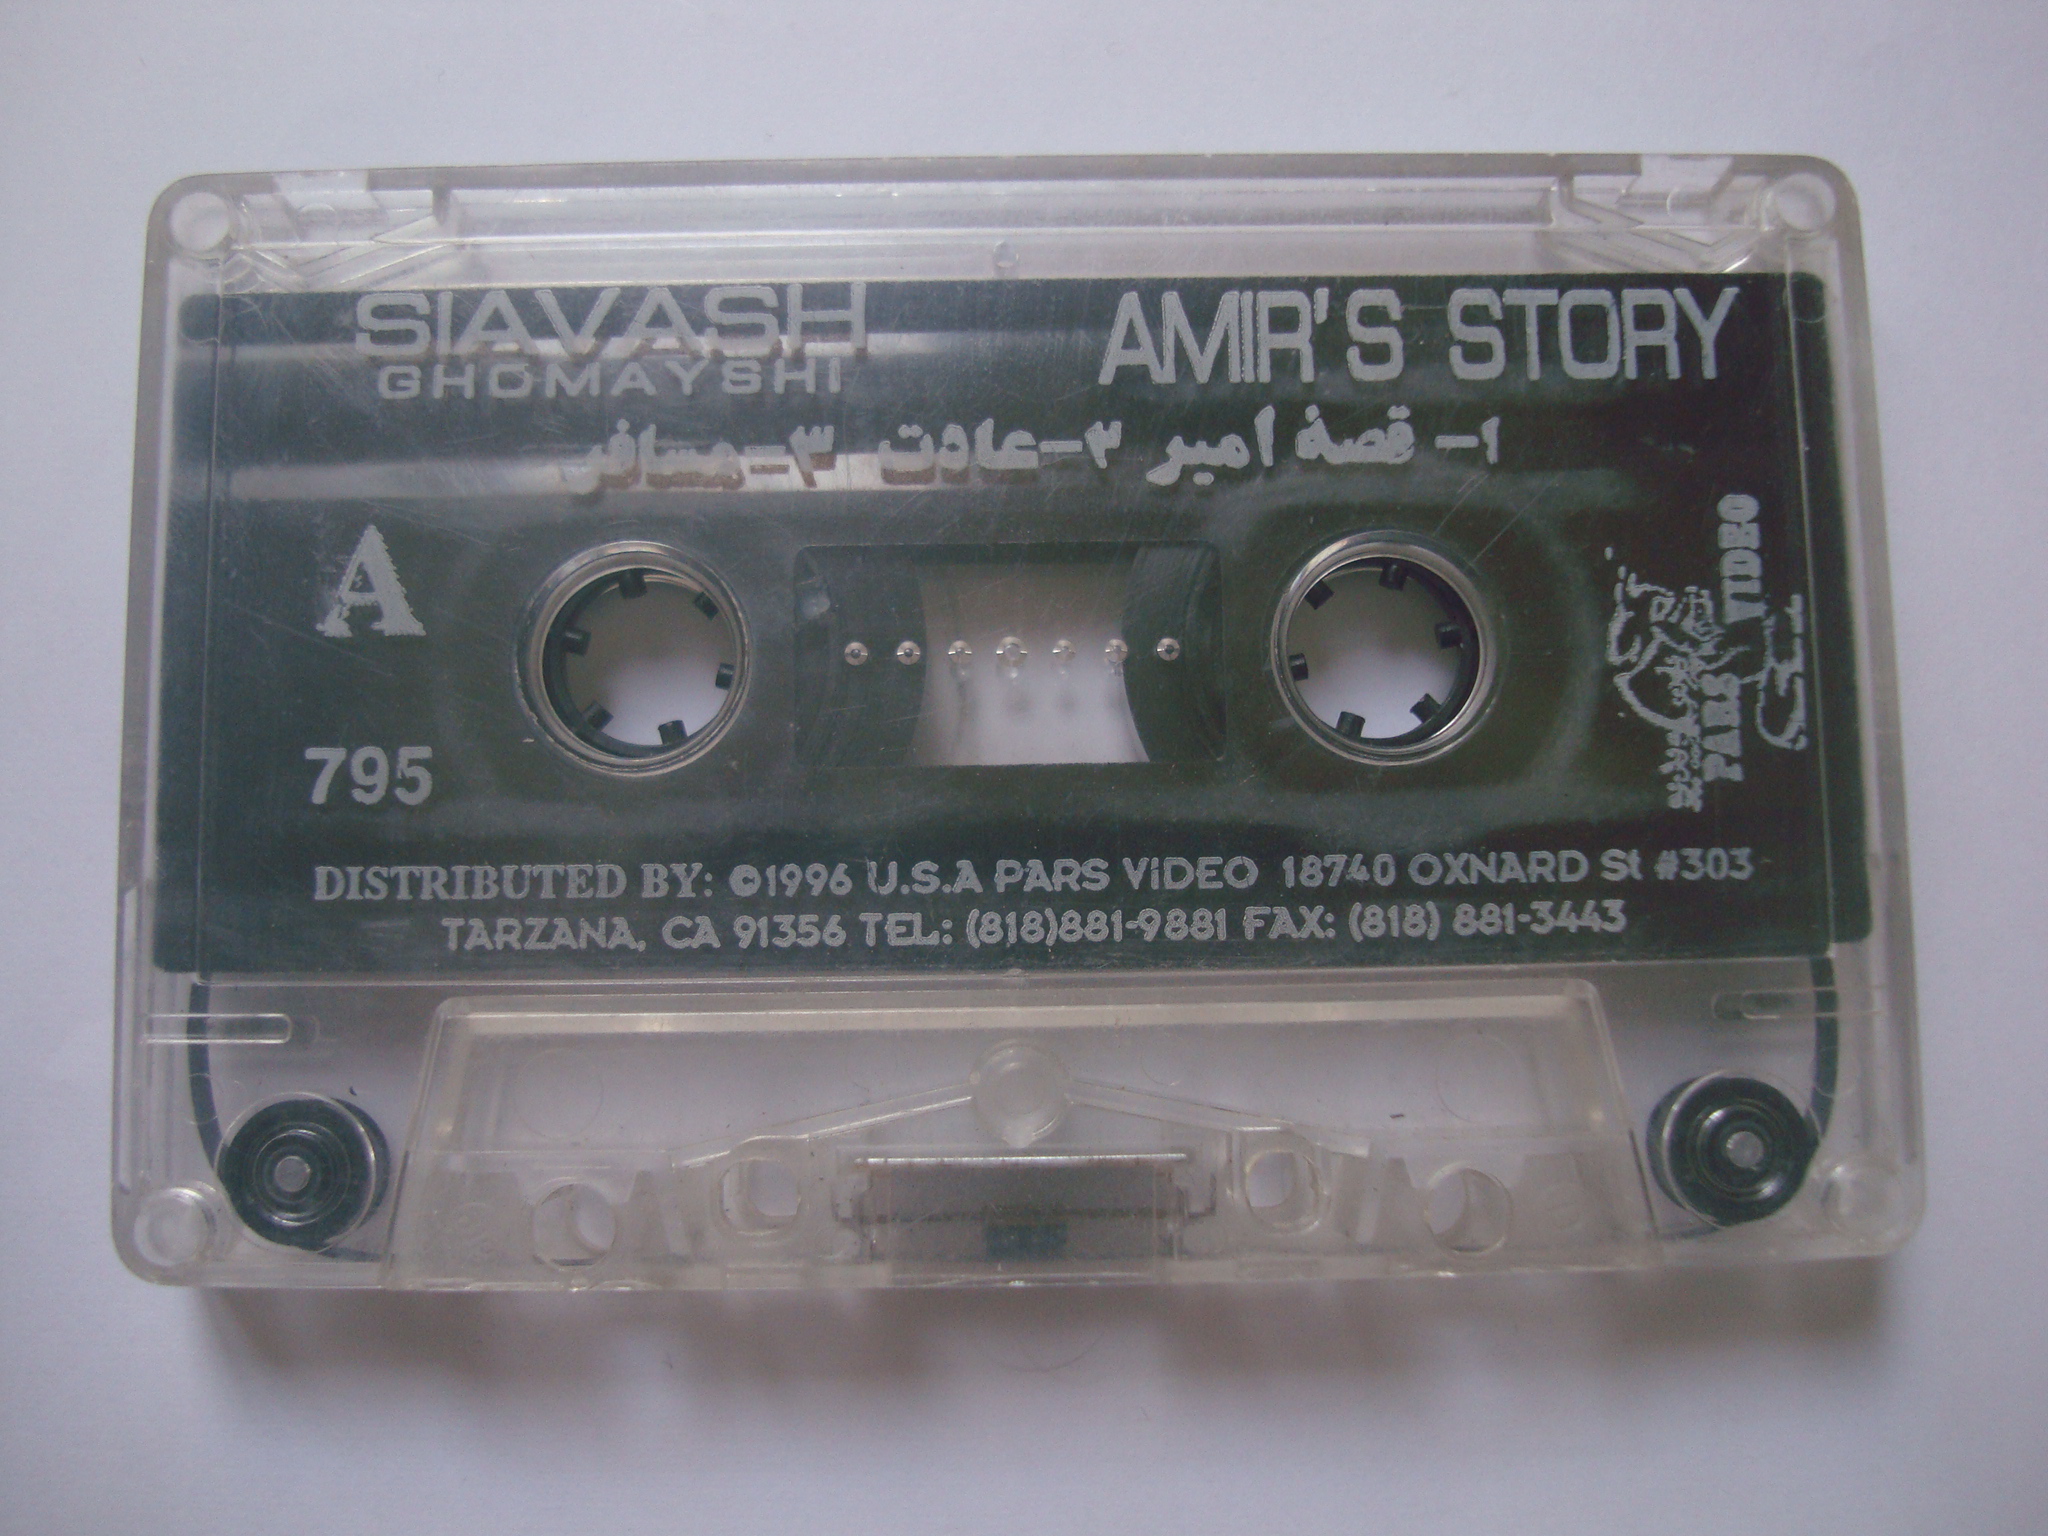 SIAVASH
GHOMAYSHI
AMIR'S STORY
۱- قصهٔ امیر ۲-عادت ۳-مسافر
A
795
PARS VIDEO
DISTRIBUTED BY: ©1996 U.S.A PARS ViDEO 18740 OXNARD St #303
TARZANA, CA 91356 TEL: (818)881-9881 FAX: (818) 881-3443